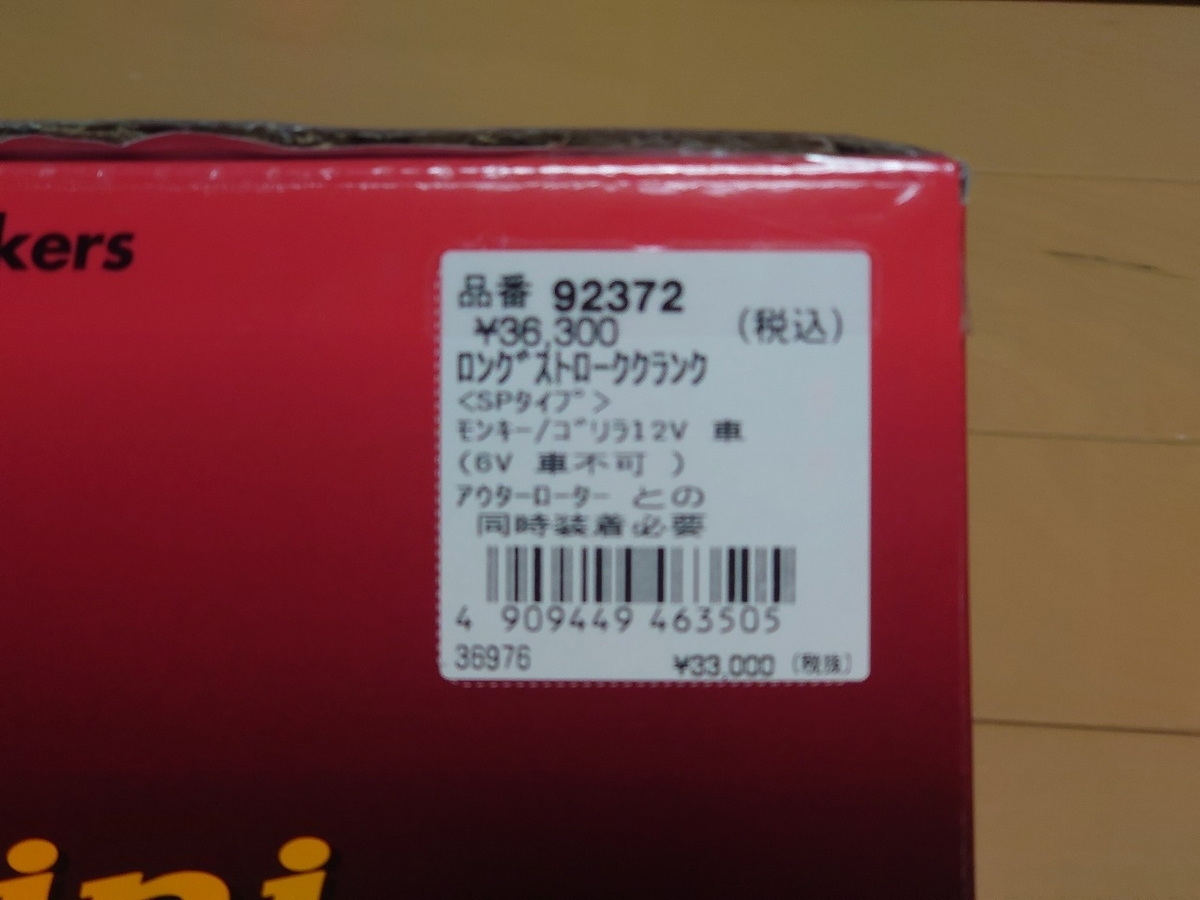 kers
品番 92372
¥36,300 (税込)
ﾛﾝｸﾞｽﾄﾛｰｸｸﾗﾝｸ
<SPﾀｲﾌﾟ>
ﾓﾝｷｰ/ｺﾞﾘﾗ12V 車
(6V 車不可 )
ｱｳﾀｰﾛｰﾀｰ との
同時装着必要
4 909449 463505
36976 ¥33,000 (税抜)
ini